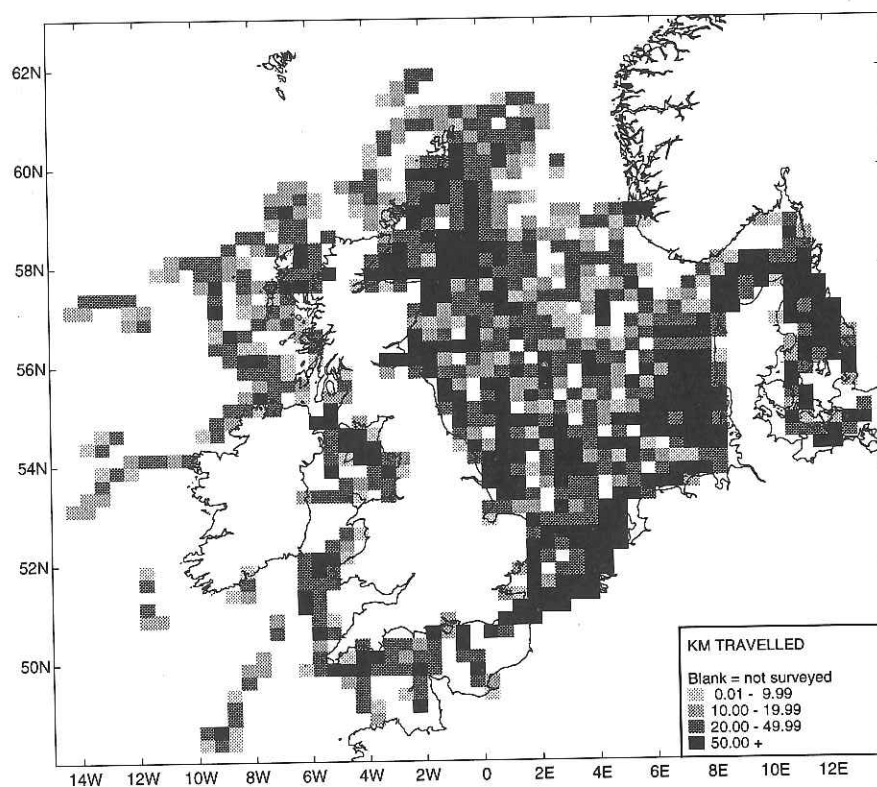 62N
60N
58N
56N
54N
52N
50N
KM TRAVELLED
Blank = not surveyed
0.01 - 9.99
10.00 - 19.99
20.00 - 49.99
50.00 +
14W 12W 10W 8W 6W 4W 2W 0 2E 4E 6E 8E 10E 12E